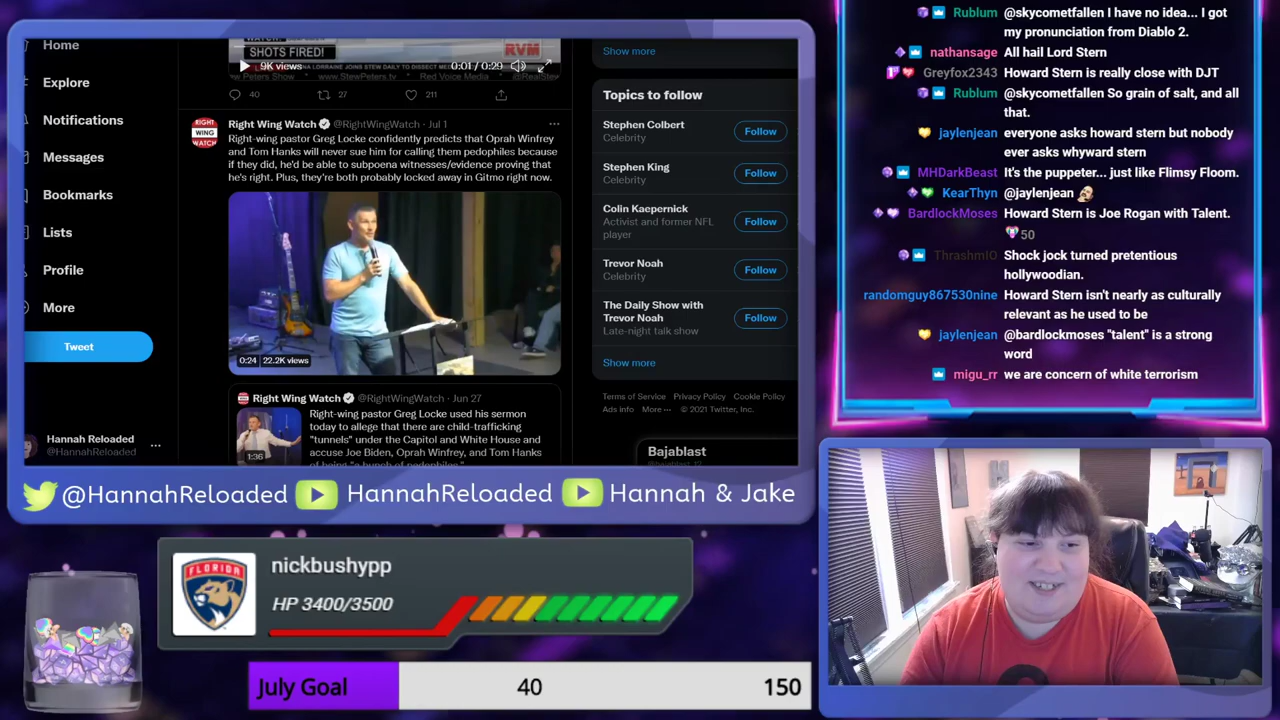 Home
Explore
Notifications
Messages
Bookmarks
Lists
Profile
More
Tweet
Hannah Reloaded
@HannahReloaded
SHOTS FIRED!
RVM
9K views
0:01 / 0:29
40
27
211
RIGHT
WING
WATCH
Right Wing Watch @RightWingWatch · Jul 1
Right-wing pastor Greg Locke confidently predicts that Oprah Winfrey
and Tom Hanks will never sue him for calling them pedophiles because
if they did, he'd be able to subpoena witnesses/evidence proving that
he's right. Plus, they're both probably locked away in Gitmo right now.
0:24 22.2K views
Right Wing Watch @RightWingWatch · Jun 27
Right-wing pastor Greg Locke used his sermon
today to allege that there are child-trafficking
"tunnels" under the Capitol and White House and
accuse Joe Biden, Oprah Winfrey, and Tom Hanks
of being "a bunch of pedophiles."
1:36
Show more
Topics to follow
Stephen Colbert
Celebrity
Follow
Stephen King
Celebrity
Follow
Colin Kaepernick
Activist and former NFL
player
Follow
Trevor Noah
Celebrity
Follow
The Daily Show with
Trevor Noah
Late-night talk show
Follow
Show more
Terms of Service Privacy Policy Cookie Policy
Ads info More ··· © 2021 Twitter, Inc.
Bajablast
@HannahReloaded HannahReloaded Hannah & Jake
Rublum @skycometfallen I have no idea... I got
my pronunciation from Diablo 2.
nathansage All hail Lord Stern
Greyfox2343 Howard Stern is really close with DJT
Rublum @skycometfallen So grain of salt, and all
that.
jaylenjean everyone asks howard stern but nobody
ever asks whyward stern
MHDarkBeast It's the puppeter... just like Flimsy Floom.
KearThyn @jaylenjean
BardlockMoses Howard Stern is Joe Rogan with Talent.
50
ThrashmIO Shock jock turned pretentious
hollywoodian.
randomguy867530nine Howard Stern isn't nearly as culturally
relevant as he used to be
jaylenjean @bardlockmoses "talent" is a strong
word
migu_rr we are concern of white terrorism
FLORIDA
nickbushypp
HP 3400/3500
July Goal 40 150